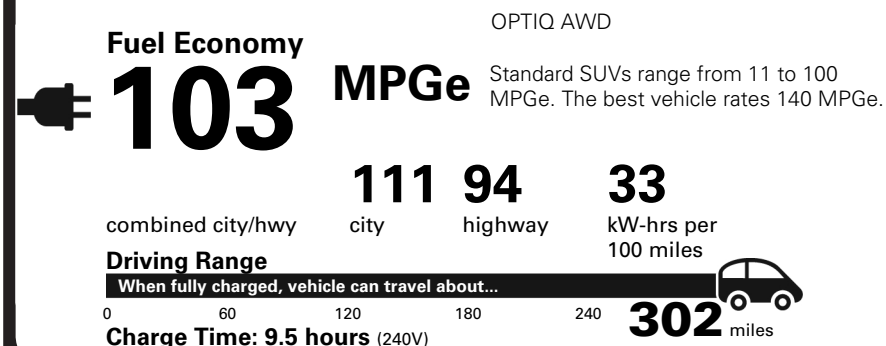 OPTIQ AWD
Fuel Economy
103 MPGe
Standard SUVs range from 11 to 100
MPGe. The best vehicle rates 140 MPGe.
111 94 33
combined city/hwy city highway kW-hrs per
100 miles
Driving Range
When fully charged, vehicle can travel about...
0 60 120 180 240 302 miles
Charge Time: 9.5 hours (240V)